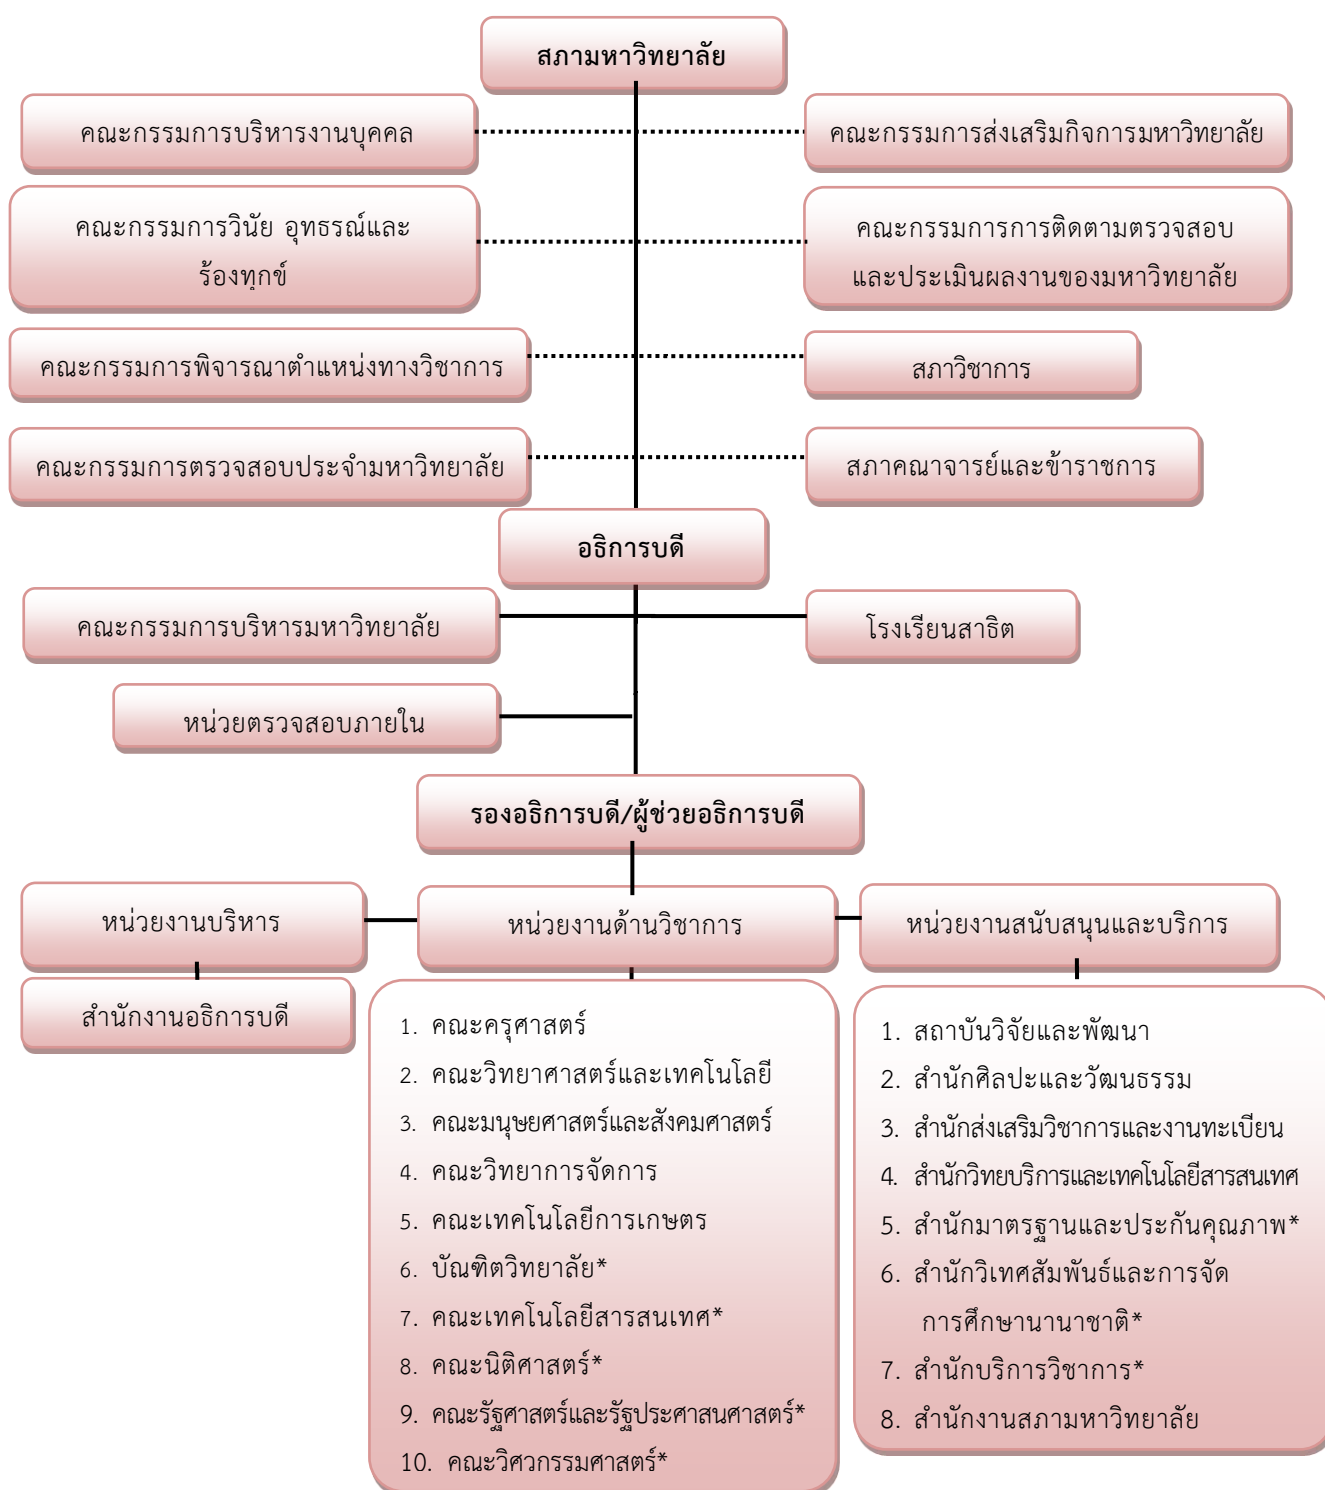 สภามหาวิทยาลัย
คณะกรรมการบริหารงานบุคคล
คณะกรรมการส่งเสริมกิจการมหาวิทยาลัย
คณะกรรมการวินัย อุทธรณ์และ
ร้องทุกข์
คณะกรรมการการติดตามตรวจสอบ
และประเมินผลงานของมหาวิทยาลัย
คณะกรรมการพิจารณาตำแหน่งทางวิชาการ
สภาวิชาการ
คณะกรรมการตรวจสอบประจำมหาวิทยาลัย
สภาคณาจารย์และข้าราชการ
อธิการบดี
คณะกรรมการบริหารมหาวิทยาลัย
โรงเรียนสาธิต
หน่วยตรวจสอบภายใน
รองอธิการบดี/ผู้ช่วยอธิการบดี
หน่วยงานบริหาร
หน่วยงานด้านวิชาการ
หน่วยงานสนับสนุนและบริการ
สำนักงานอธิการบดี
1. คณะครุศาสตร์
2. คณะวิทยาศาสตร์และเทคโนโลยี
3. คณะมนุษยศาสตร์และสังคมศาสตร์
4. คณะวิทยาการจัดการ
5. คณะเทคโนโลยีการเกษตร
6. บัณฑิตวิทยาลัย*
7. คณะเทคโนโลยีสารสนเทศ*
8. คณะนิติศาสตร์*
9. คณะรัฐศาสตร์และรัฐประศาสนศาสตร์*
10. คณะวิศวกรรมศาสตร์*
1. สถาบันวิจัยและพัฒนา
2. สำนักศิลปะและวัฒนธรรม
3. สำนักส่งเสริมวิชาการและงานทะเบียน
4. สำนักวิทยบริการและเทคโนโลยีสารสนเทศ
5. สำนักมาตรฐานและประกันคุณภาพ*
6. สำนักวิเทศสัมพันธ์และการจัด
การศึกษานานาชาติ*
7. สำนักบริการวิชาการ*
8. สำนักงานสภามหาวิทยาลัย